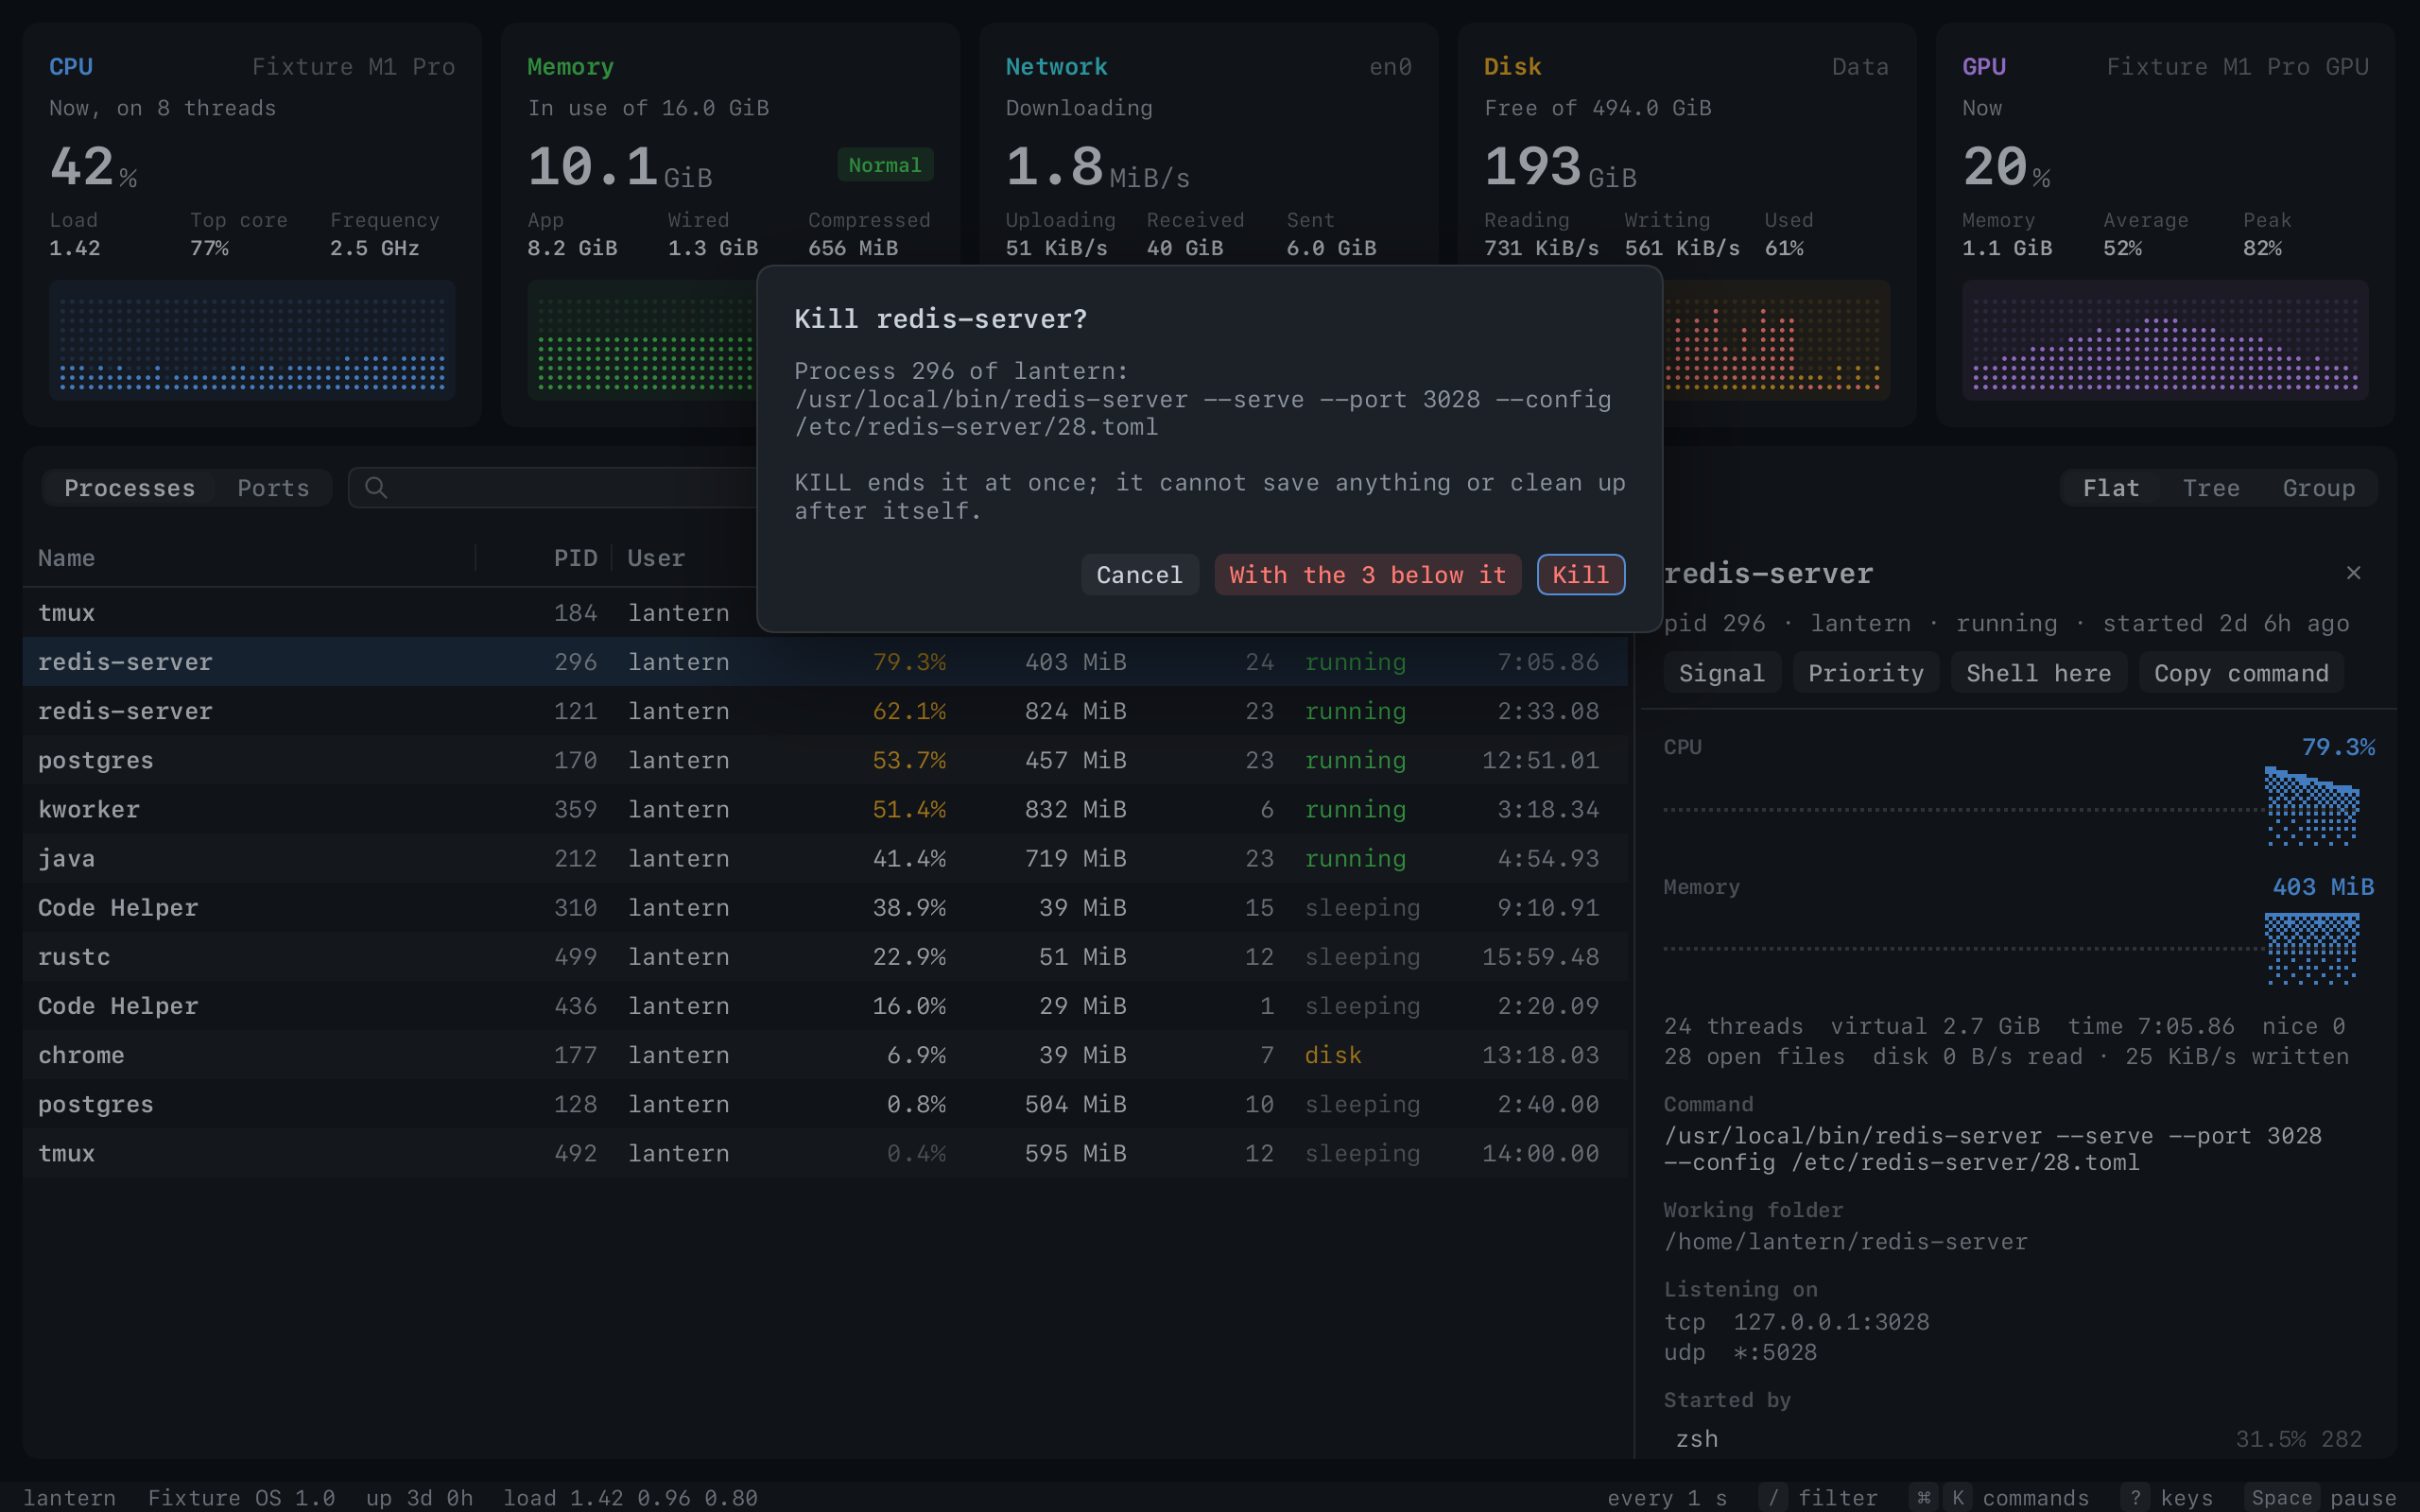 CPU Fixture M1 Pro
Now, on 8 threads
42%
Load Top core Frequency
1.42 77% 2.5 GHz
Memory
In use of 16.0 GiB
10.1 GiB Normal
App Wired Compressed
8.2 GiB 1.3 GiB 656 MiB
Network en0
Downloading
1.8 MiB/s
Uploading Received Sent
51 KiB/s 40 GiB 6.0 GiB
Disk Data
Free of 494.0 GiB
193 GiB
Reading Writing Used
731 KiB/s 561 KiB/s 61%
GPU Fixture M1 Pro GPU
Now
20%
Memory Average Peak
1.1 GiB 52% 82%
Kill redis-server?
Process 296 of lantern:
/usr/local/bin/redis-server --serve --port 3028 --config
/etc/redis-server/28.toml
KILL ends it at once; it cannot save anything or clean up
after itself.
Cancel With the 3 below it Kill
Processes Ports
Flat Tree Group
Name PID User
tmux 184 lantern
redis-server 296 lantern 79.3% 403 MiB 24 running 7:05.86
redis-server 121 lantern 62.1% 824 MiB 23 running 2:33.08
postgres 170 lantern 53.7% 457 MiB 23 running 12:51.01
kworker 359 lantern 51.4% 832 MiB 6 running 3:18.34
java 212 lantern 41.4% 719 MiB 23 running 4:54.93
Code Helper 310 lantern 38.9% 39 MiB 15 sleeping 9:10.91
rustc 499 lantern 22.9% 51 MiB 12 sleeping 15:59.48
Code Helper 436 lantern 16.0% 29 MiB 1 sleeping 2:20.09
chrome 177 lantern 6.9% 39 MiB 7 disk 13:18.03
postgres 128 lantern 0.8% 504 MiB 10 sleeping 2:40.00
tmux 492 lantern 0.4% 595 MiB 12 sleeping 14:00.00
redis-server ×
pid 296 · lantern · running · started 2d 6h ago
Signal Priority Shell here Copy command
CPU 79.3%
Memory 403 MiB
24 threads virtual 2.7 GiB time 7:05.86 nice 0
28 open files disk 0 B/s read · 25 KiB/s written
Command
/usr/local/bin/redis-server --serve --port 3028
--config /etc/redis-server/28.toml
Working folder
/home/lantern/redis-server
Listening on
tcp 127.0.0.1:3028
udp *:5028
Started by
zsh 31.5% 282
lantern Fixture OS 1.0 up 3d 0h load 1.42 0.96 0.80 every 1 s / filter ⌘ K commands ? keys Space pause